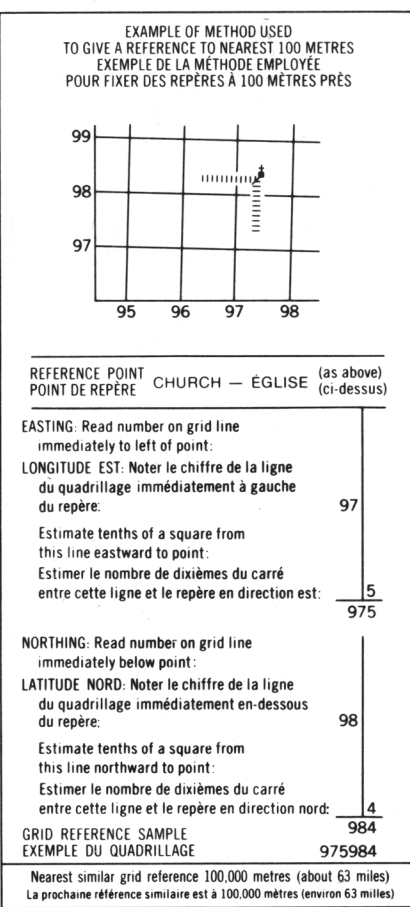 EXAMPLE OF METHOD USED
TO GIVE A REFERENCE TO NEAREST 100 METRES
EXEMPLE DE LA MÉTHODE EMPLOYÉE
POUR FIXER DES REPÈRES À 100 MÈTRES PRÈS
99
98
97
95 96 97 98
REFERENCE POINT
POINT DE REPÈRE
CHURCH — ÉGLISE
(as above)
(ci-dessus)
EASTING: Read number on grid line
immediately to left of point:
LONGITUDE EST: Noter le chiffre de la ligne
du quadrillage immédiatement à gauche
du repère: 97
Estimate tenths of a square from
this line eastward to point:
Estimer le nombre de dixièmes du carré
entre cette ligne et le repère en direction est: 5
975
NORTHING: Read number on grid line
immediately below point:
LATITUDE NORD: Noter le chiffre de la ligne
du quadrillage immédiatement en-dessous
du repère: 98
Estimate tenths of a square from
this line northward to point:
Estimer le nombre de dixièmes du carré
entre cette ligne et le repère en direction nord: 4
984
GRID REFERENCE SAMPLE
EXEMPLE DU QUADRILLAGE 975984
Nearest similar grid reference 100,000 metres (about 63 miles)
La prochaine référence similaire est à 100,000 mètres (environ 63 milles)